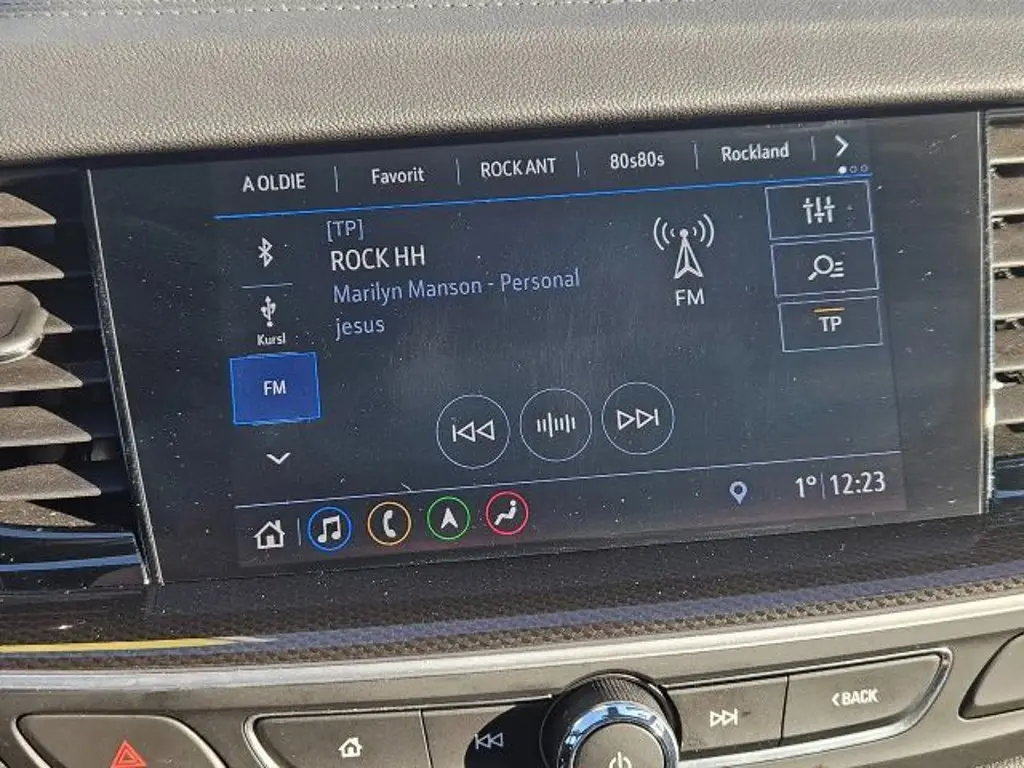 A OLDIE
Favorit
ROCK ANT
80s80s
Rockland
[TP]
ROCK HH
Marilyn Manson - Personal
jesus
FM
Kursl
FM
TP
1° 12:23
BACK